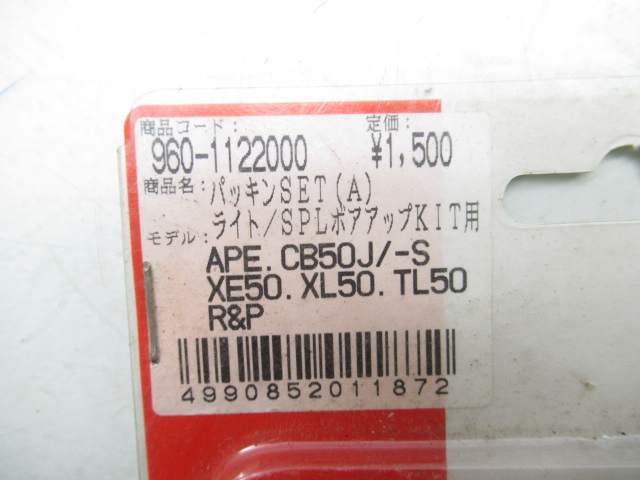 商品コード: 定価:
960-1122000 ¥1,500
商品名: パッキンSET(A)
ライト/SPLボアアップKIT用
モデル:
APE. CB50J/-S
XE50. XL50. TL50
R&P
4990852011872